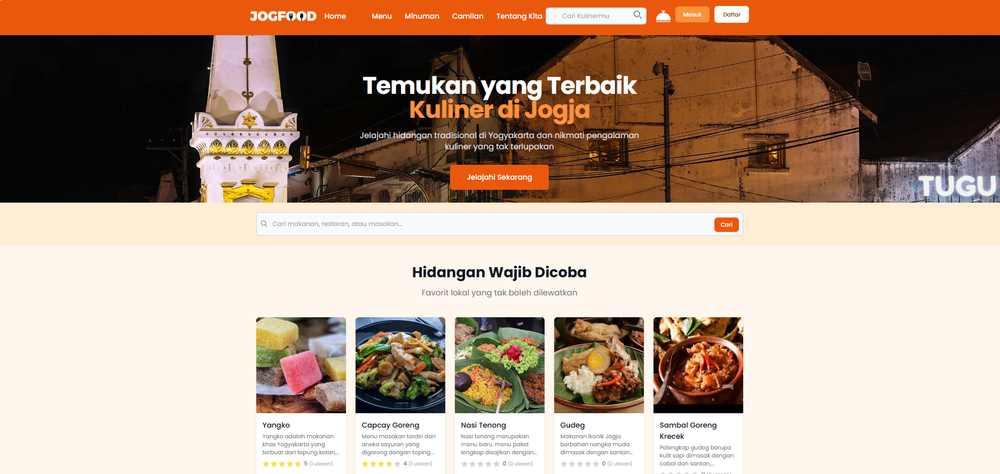 JOGFOOD Home Menu Minuman Camilan Tentang Kita Cari Kulinermu Masuk Daftar
Temukan yang Terbaik
Kuliner di Jogja
Jelajahi hidangan tradisional di Yogyakarta dan nikmati pengalaman
kuliner yang tak terlupakan
Jelajahi Sekarang
TUGU
Cari makanan, restoran, atau masakan... Cari
Hidangan Wajib Dicoba
Favorit lokal yang tak boleh dilewatkan
Yangko
Yangko adalah makanan
khas Yogyakarta yang
terbuat dari tepung ketan,...
5 (1 ulasan)
Capcay Goreng
Menu masakan terdiri dari
aneka sayuran yang
digoreng dengan toping...
4 (1 ulasan)
Nasi Tenong
Nasi tenong merupakan
menu baru. menu paket
lengkap disajikan dengan...
0 (0 ulasan)
Gudeg
Makanan ikonik Jogja
berbahan nangka muda
dimasak dengan santan...
0 (0 ulasan)
alamy
Sambal Goreng
Krecek
Pelengkap gudeg berupa
kulit sapi dimasak dengan
cabai dan santan,...